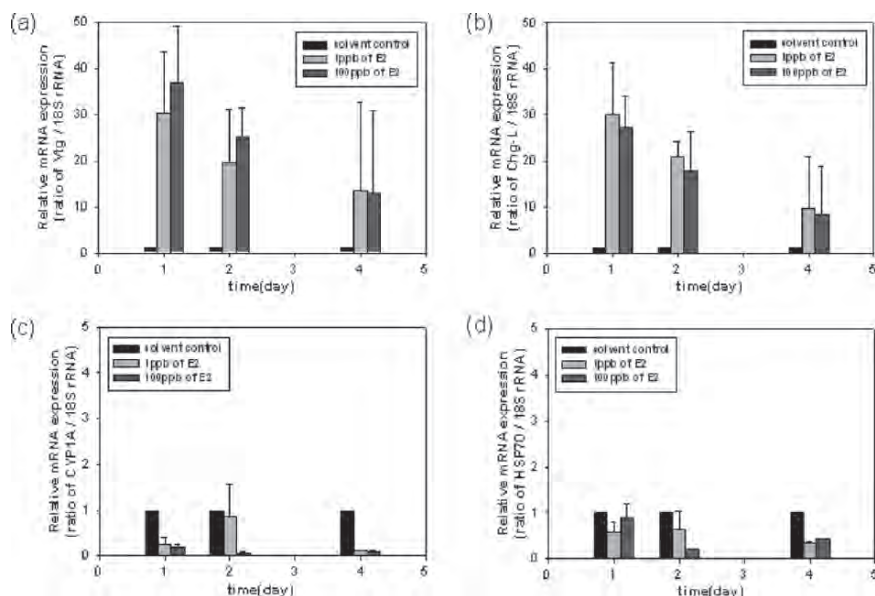 (a)
50
40
30
20
10
0
Relative mRNA expression
(ratio of Vtg / 18S rRNA)
solvent control
1ppb of E2
100ppb of E2
0 1 2 3 4 5
time(day)
(b)
50
40
30
20
10
0
Relative mRNA expression
(ratio of Chg-L / 18S rRNA)
solvent control
1ppb of E2
100ppb of E2
0 1 2 3 4 5
time(day)
(c)
5
4
3
2
1
0
Relative mRNA expression
(ratio of CYP1A / 18S rRNA)
solvent control
1ppb of E2
100ppb of E2
0 1 2 3 4 5
time(day)
(d)
5
4
3
2
1
0
Relative mRNA expression
(ratio of HSP70 / 18S rRNA)
solvent control
1ppb of E2
100ppb of E2
0 1 2 3 4 5
time(day)